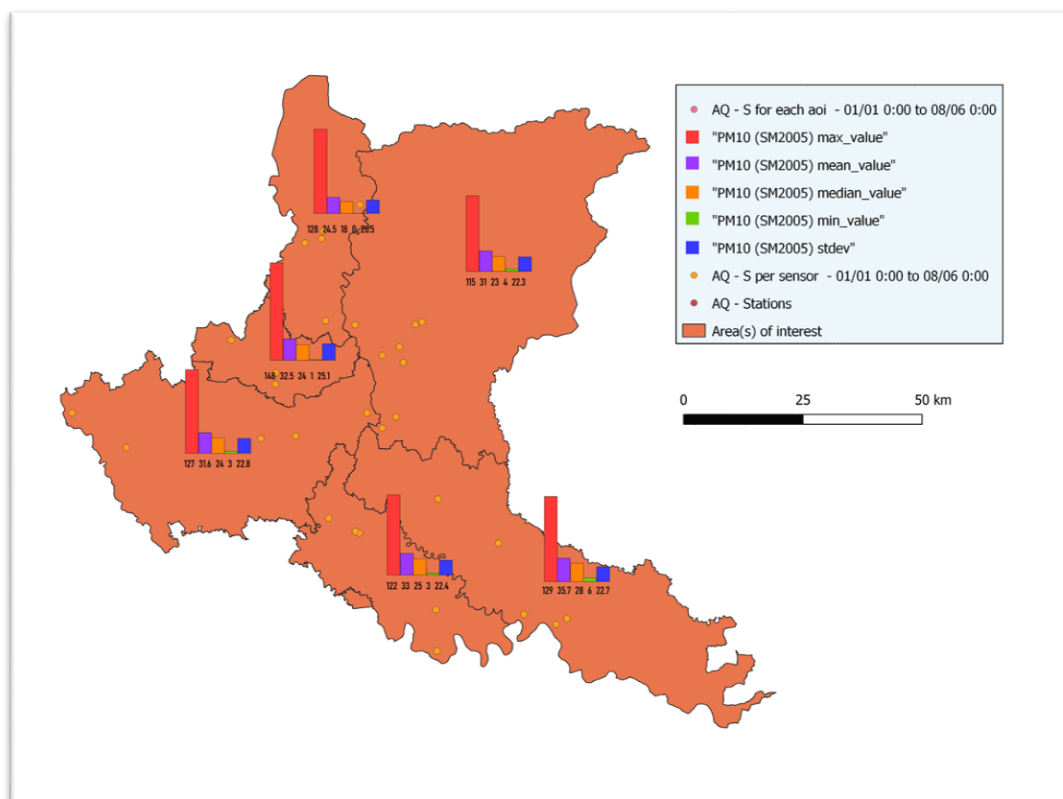 AQ - S for each aoi - 01/01 0:00 to 08/06 0:00
"PM10 (SM2005) max_value"
"PM10 (SM2005) mean_value"
"PM10 (SM2005) median_value"
"PM10 (SM2005) min_value"
"PM10 (SM2005) stdev"
AQ - S per sensor - 01/01 0:00 to 08/06 0:00
AQ - Stations
Area(s) of interest
0 25 50 km
128 24.5 18 0
115 31 23 4 22.3
148 32.5 24 1 25.1
127 31.6 24 3 22.8
122 33 25 3 22.4
129 35.7 28 6 22.7